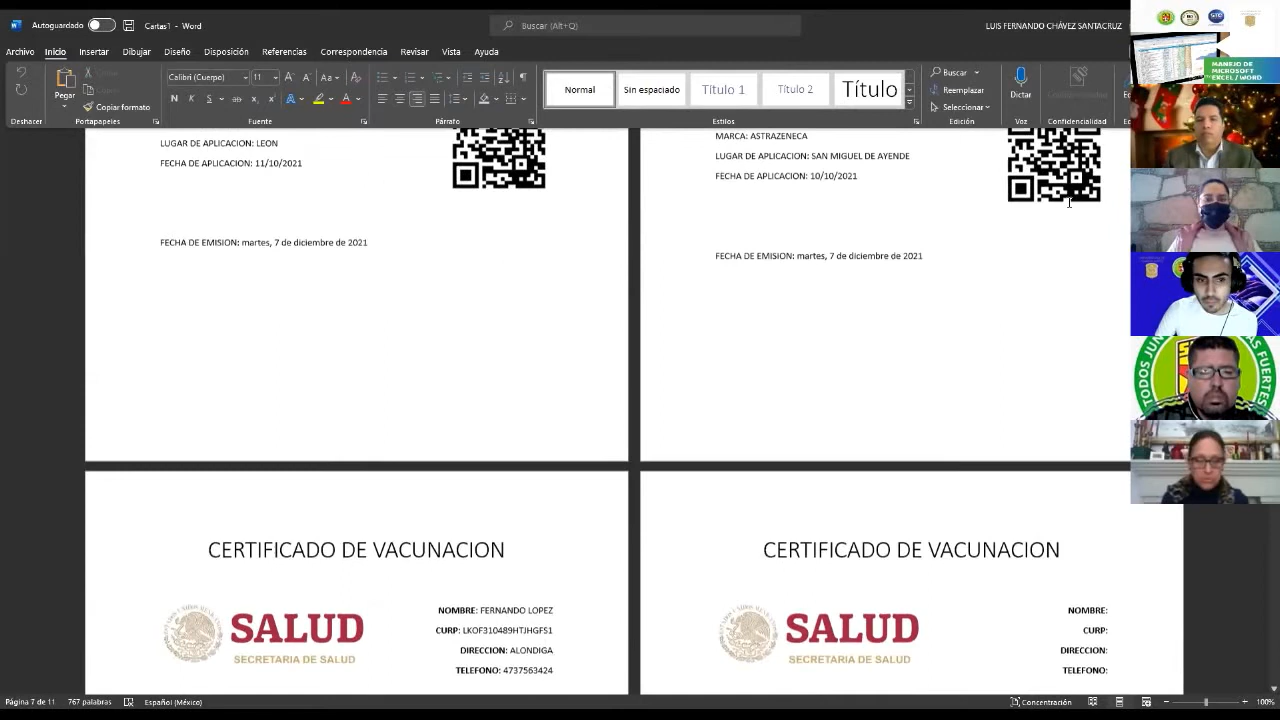 Autoguardado
Cartas1 - Word
Buscar (Alt+Q)
LUIS FERNANDO CHÁVEZ SANTACRUZ
Archivo Inicio Insertar Dibujar Diseño Disposición Referencias Correspondencia Revisar Vista Ayuda
Pegar
Copiar formato
Calibri (Cuerpo) 11
N K S
Normal
Sin espaciado
Título 1
Título 2
Título
Buscar
Reemplazar
Seleccionar
Dictar
Deshacer Portapapeles Fuente Párrafo Estilos Edición Voz Confidencialidad
MANEJO DE
MICROSOFT
EXCEL/WORD
LUGAR DE APLICACION: LEON
FECHA DE APLICACION: 11/10/2021
FECHA DE EMISION: martes, 7 de diciembre de 2021
MARCA: ASTRAZENECA
LUGAR DE APLICACION: SAN MIGUEL DE AYENDE
FECHA DE APLICACION: 10/10/2021
FECHA DE EMISION: martes, 7 de diciembre de 2021
CERTIFICADO DE VACUNACION
SALUD
SECRETARIA DE SALUD
NOMBRE: FERNANDO LOPEZ
CURP: LKOF310489HTJHGFS1
DIRECCION: ALONDIGA
TELEFONO: 4737563424
CERTIFICADO DE VACUNACION
SALUD
SECRETARIA DE SALUD
NOMBRE:
CURP:
DIRECCION:
TELEFONO:
TODOS JUN
AS FUERTES
Página 7 de 11 767 palabras Español (México)
Concentración
100%